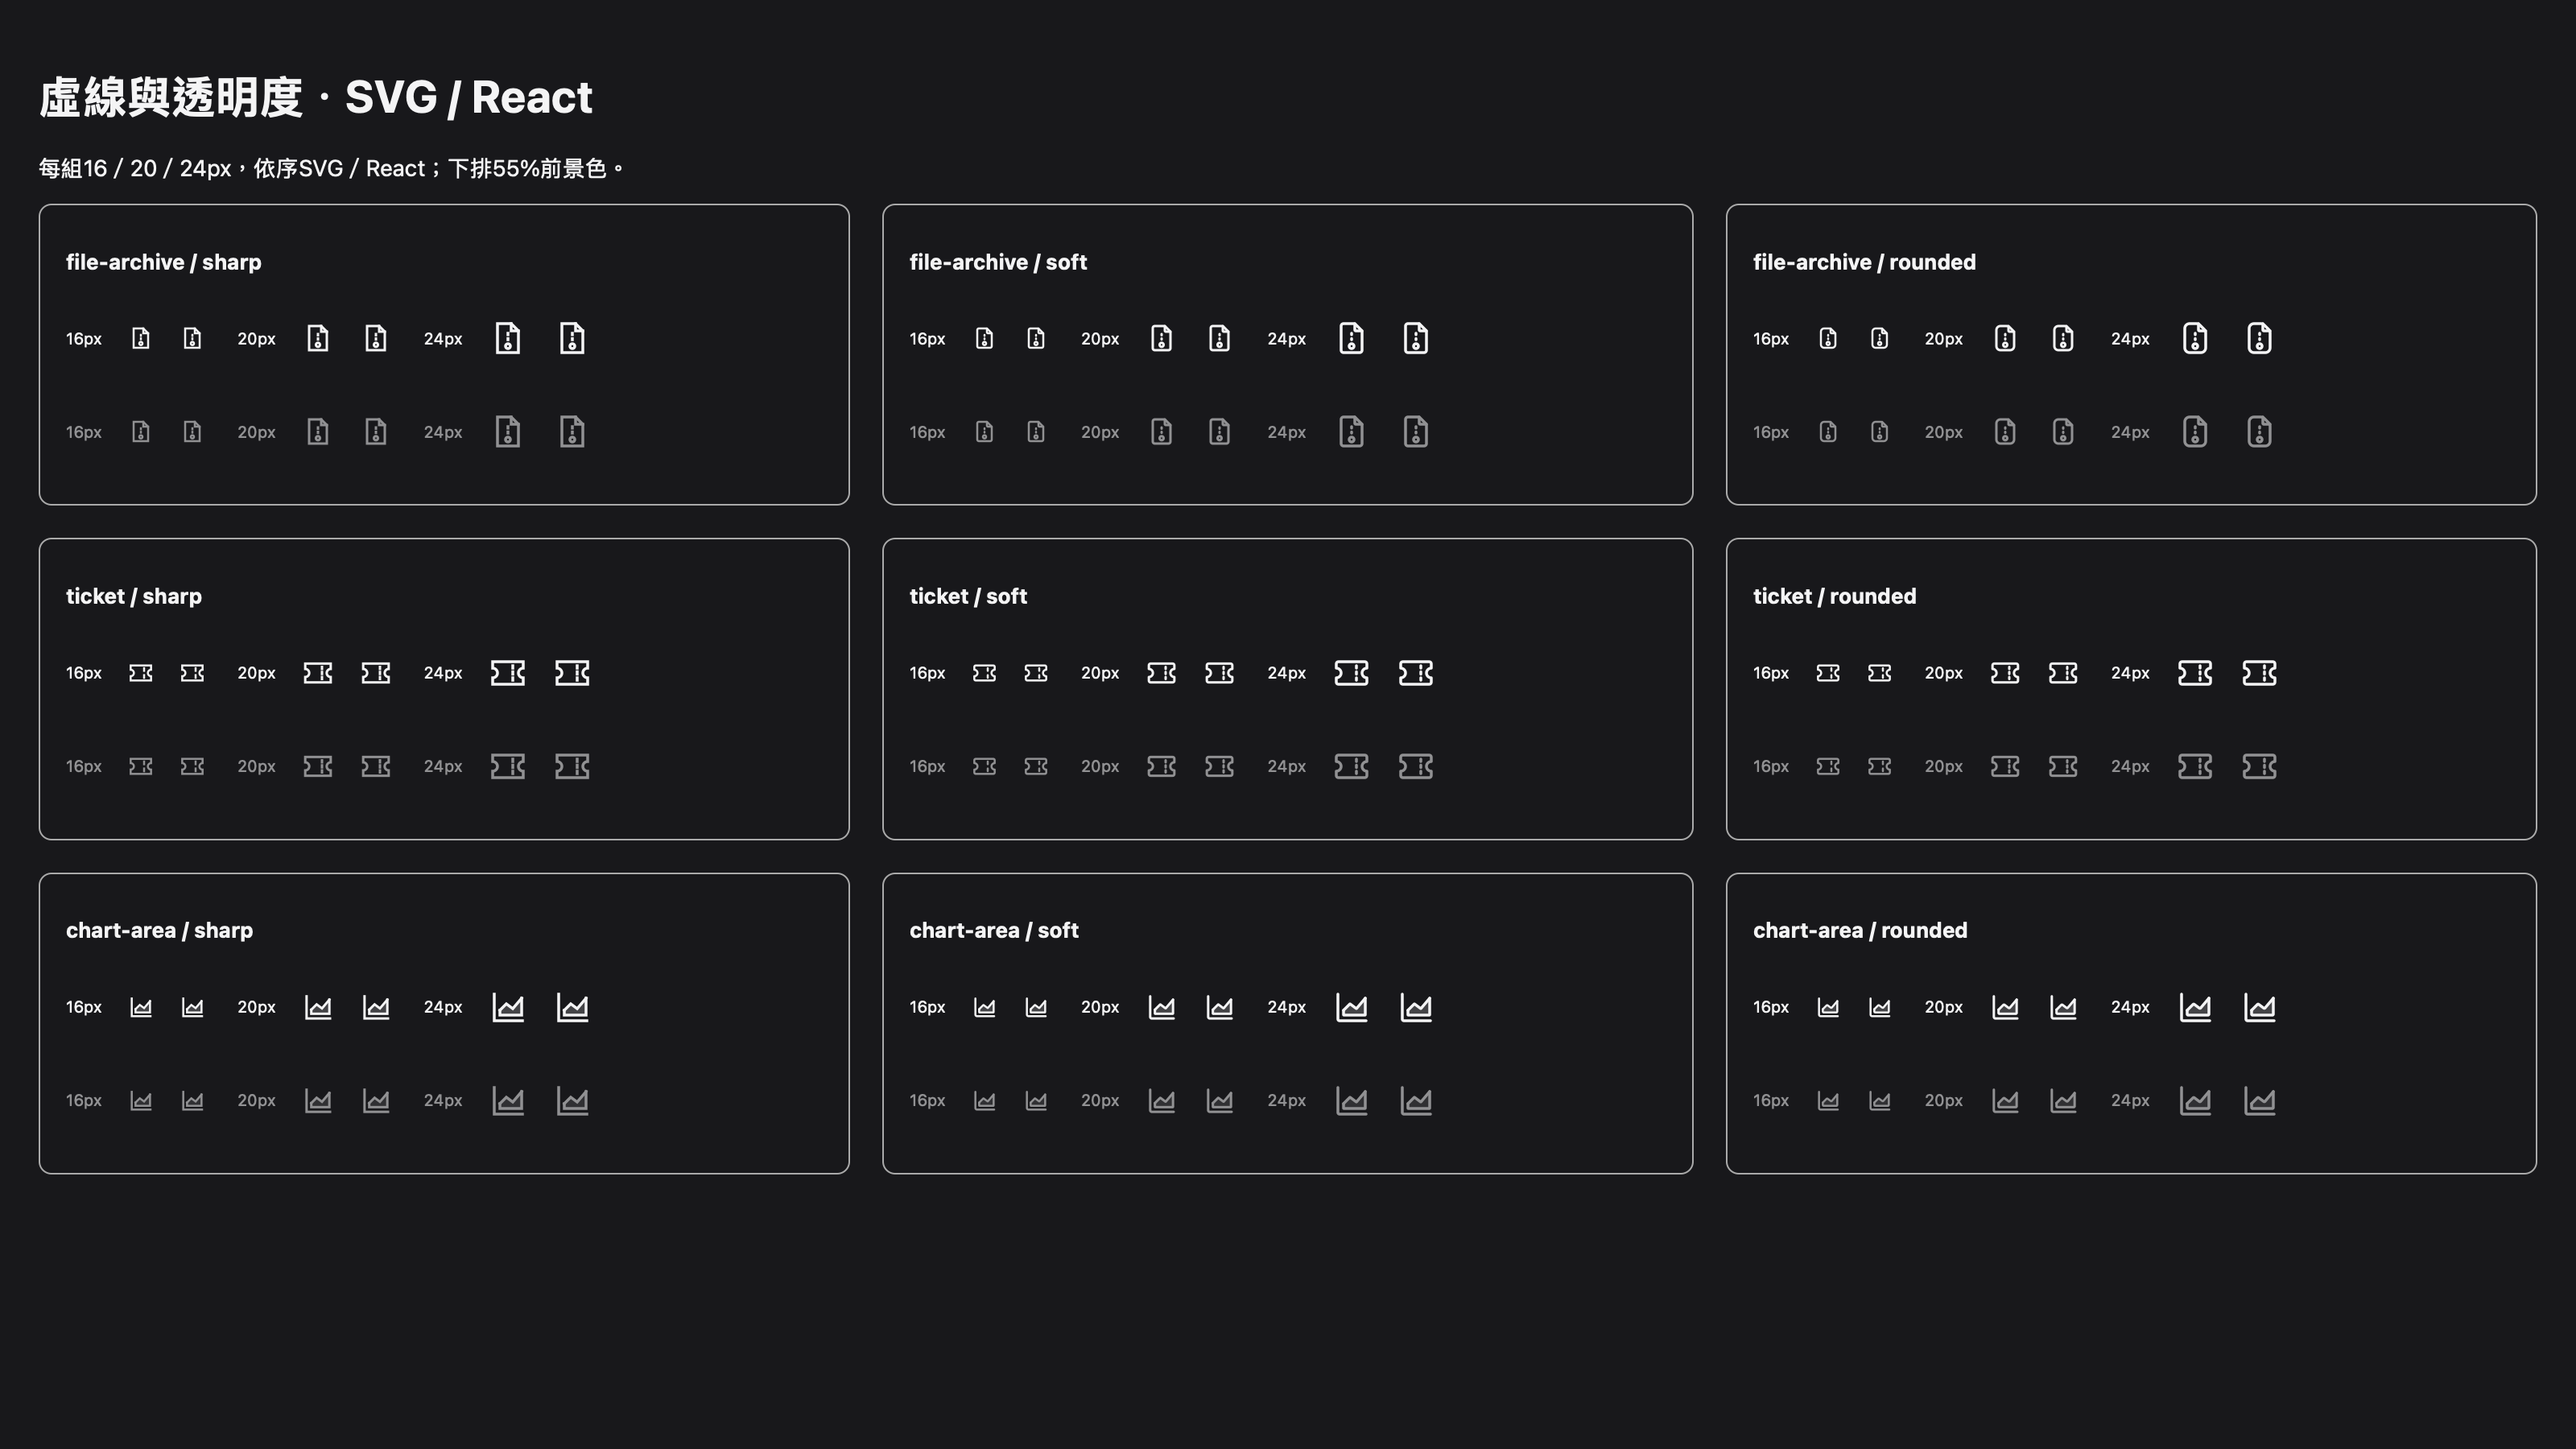 虛線與透明度 · SVG / React
每組16 / 20 / 24px，依序SVG / React；下排55%前景色。
file-archive / sharp
16px 20px 24px
16px 20px 24px
file-archive / soft
16px 20px 24px
16px 20px 24px
file-archive / rounded
16px 20px 24px
16px 20px 24px
ticket / sharp
16px 20px 24px
16px 20px 24px
ticket / soft
16px 20px 24px
16px 20px 24px
ticket / rounded
16px 20px 24px
16px 20px 24px
chart-area / sharp
16px 20px 24px
16px 20px 24px
chart-area / soft
16px 20px 24px
16px 20px 24px
chart-area / rounded
16px 20px 24px
16px 20px 24px